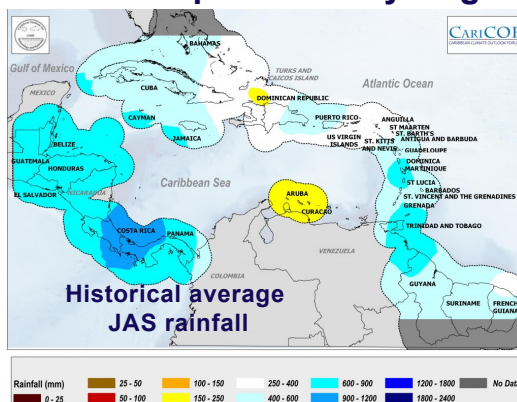 CARICOF
CARIBBEAN CLIMATE OUTLOOK FORUM
BAHAMAS
Gulf of Mexico
TURKS AND
CAICOS ISLAND
Atlantic Ocean
MEXICO
CUBA
DOMINICAN REPUBLIC
CAYMAN
PUERTO RICO
ANGUILLA
ST MAARTEN
ST. BARTH'S
JAMAICA
US VIRGIN
ISLANDS
ST. KITTS
AND NEVIS
ANTIGUA AND BARBUDA
BELIZE
GUADELOUPE
GUATEMALA
DOMINICA
HONDURAS
MARTINIQUE
Caribbean Sea
ST LUCIA
EL SALVADOR
NICARAGUA
ARUBA
BARBADOS
ST. VINCENT AND THE GRENADINES
CURACAO
GRENADA
COSTA RICA
PANAMA
TRINIDAD AND TOBAGO
VENEZUELA
COLOMBIA
GUYANA
Historical average
JAS rainfall
SURINAME
FRENCH
GUIANA
Rainfall (mm)
25 - 50
100 - 150
250 - 400
600 - 900
1200 - 1800
No Data
0 - 25
50 - 100
150 - 250
400 - 600
900 - 1200
1800 - 2400